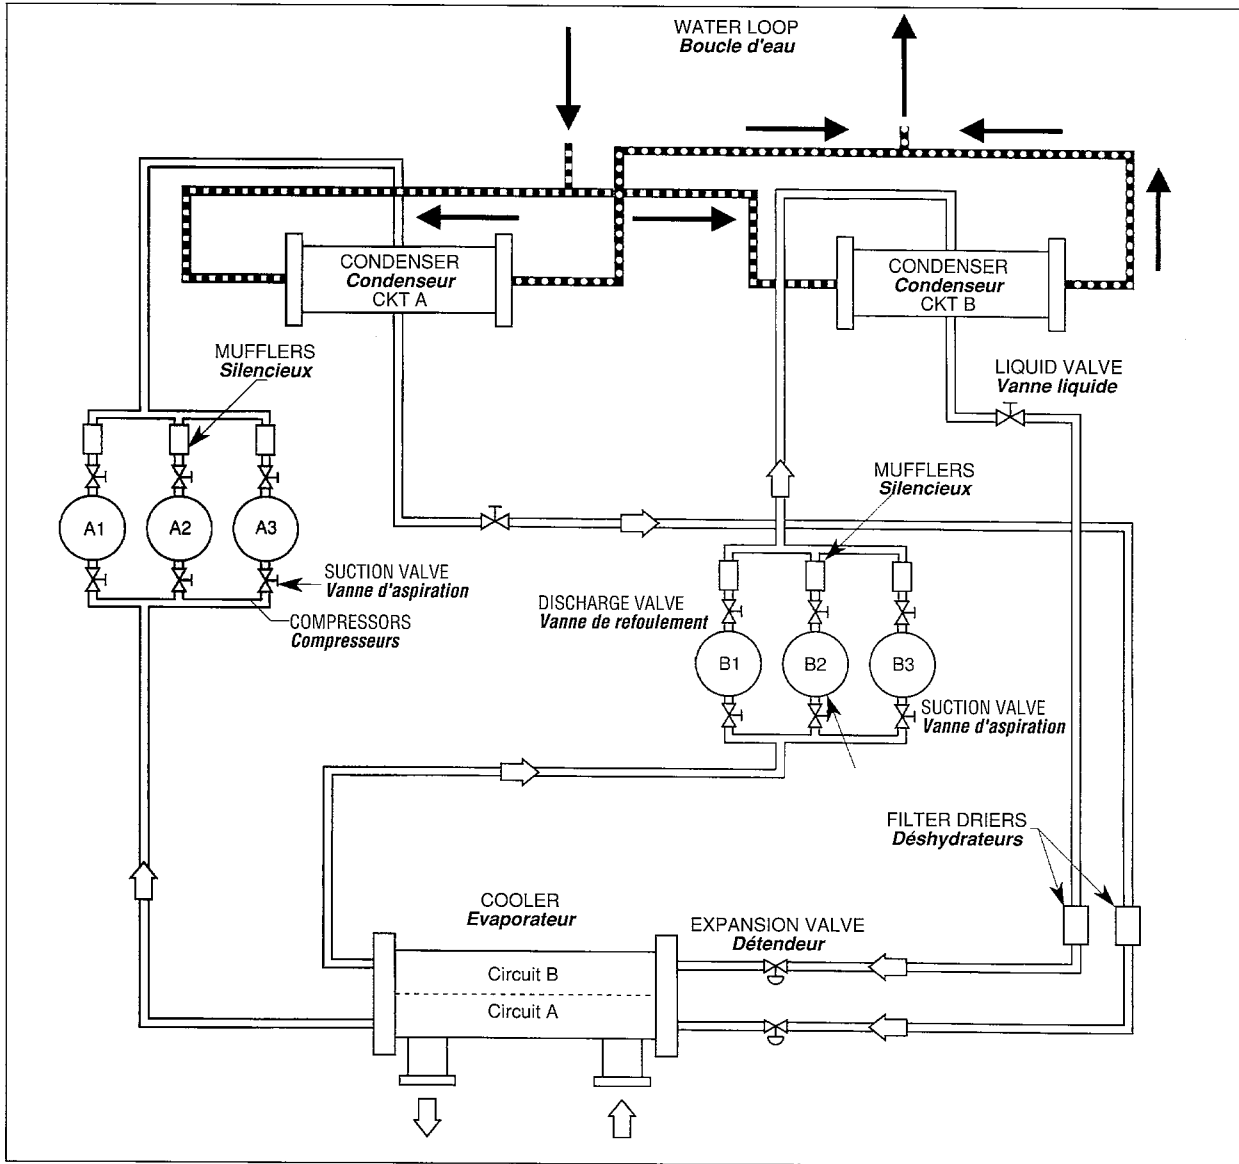 WATER LOOP
Boucle d'eau
CONDENSER
Condenseur
CKT A
CONDENSER
Condenseur
CKT B
MUFFLERS
Silencieux
LIQUID VALVE
Vanne liquide
MUFFLERS
Silencieux
A1
A2
A3
SUCTION VALVE
Vanne d'aspiration
COMPRESSORS
Compresseurs
DISCHARGE VALVE
Vanne de refoulement
B1
B2
B3
SUCTION VALVE
Vanne d'aspiration
FILTER DRIERS
Déshydrateurs
COOLER
Evaporateur
EXPANSION VALVE
Détendeur
Circuit B
Circuit A